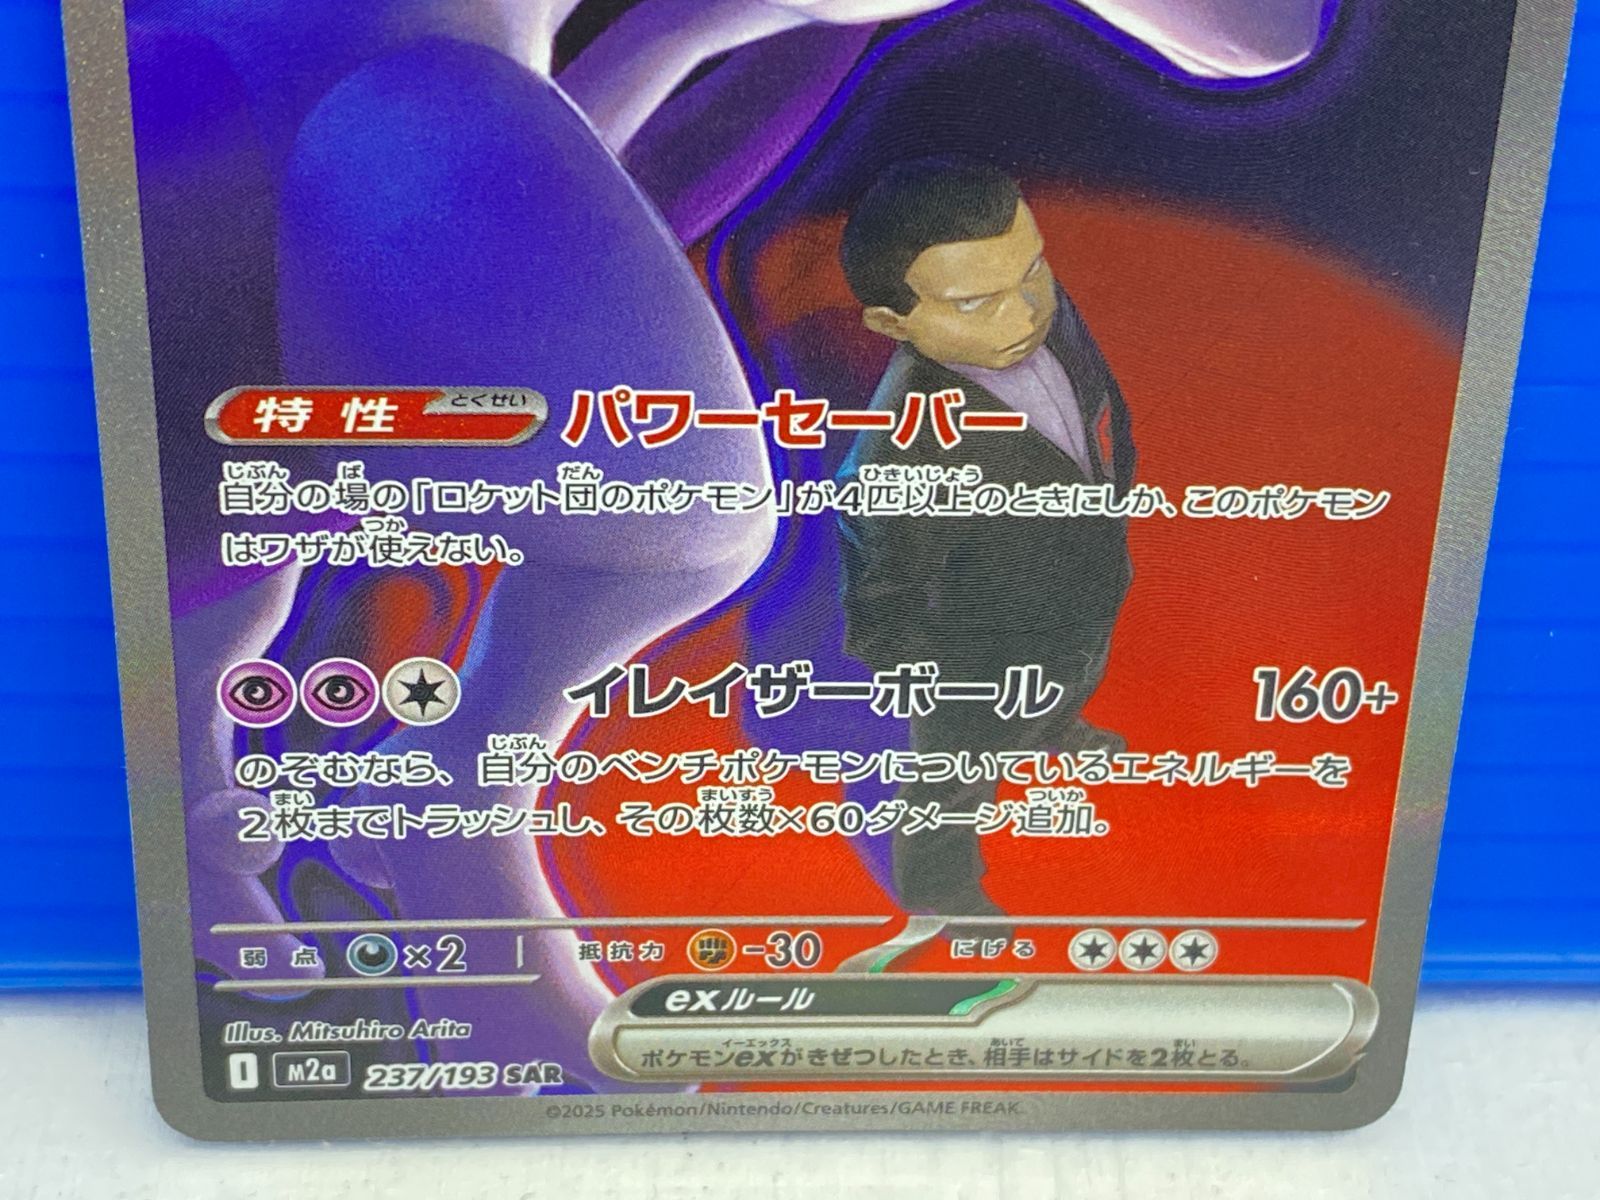 特性 とくせい パワーセーバー
じぶん ば だん ひきいじょう
自分の場の「ロケット団のポケモン」が4匹以上のときにしか、このポケモン
つか
はワザが使えない。
イレイザーボール 160+
じぶん
のぞむなら、自分のベンチポケモンについているエネルギーを
まい まいすう ついか
2枚までトラッシュし、その枚数×60ダメージ追加。
弱点 ×2 抵抗力 -30 にげる
exルール
イーエックス あいて まい
ポケモンexがきぜつしたとき、相手はサイドを2枚とる。
Illus. Mitsuhiro Arita
I m2a 237/193 SAR
©2025 Pokémon/Nintendo/Creatures/GAME FREAK.